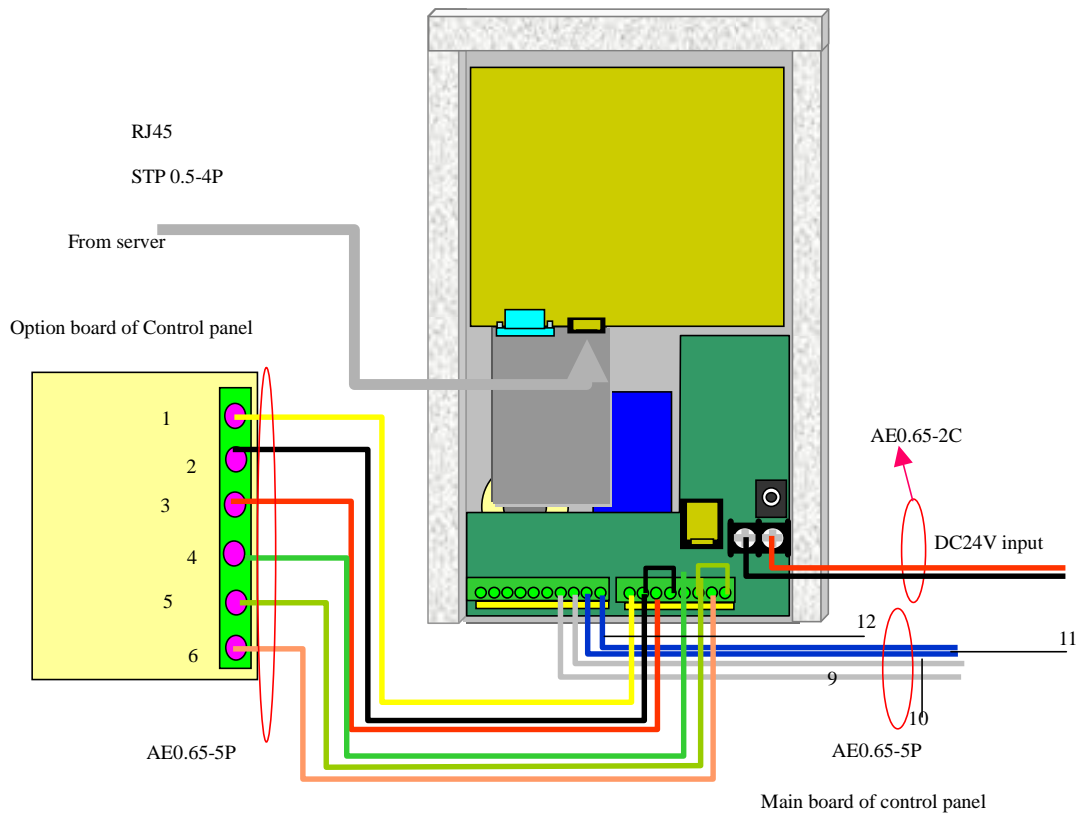 RJ45
STP 0.5-4P
From server
Option board of Control panel
1
2
3
4
5
6
AE0.65-5P
AE0.65-2C
DC24V input
12
11
9
10
AE0.65-5P
Main board of control panel